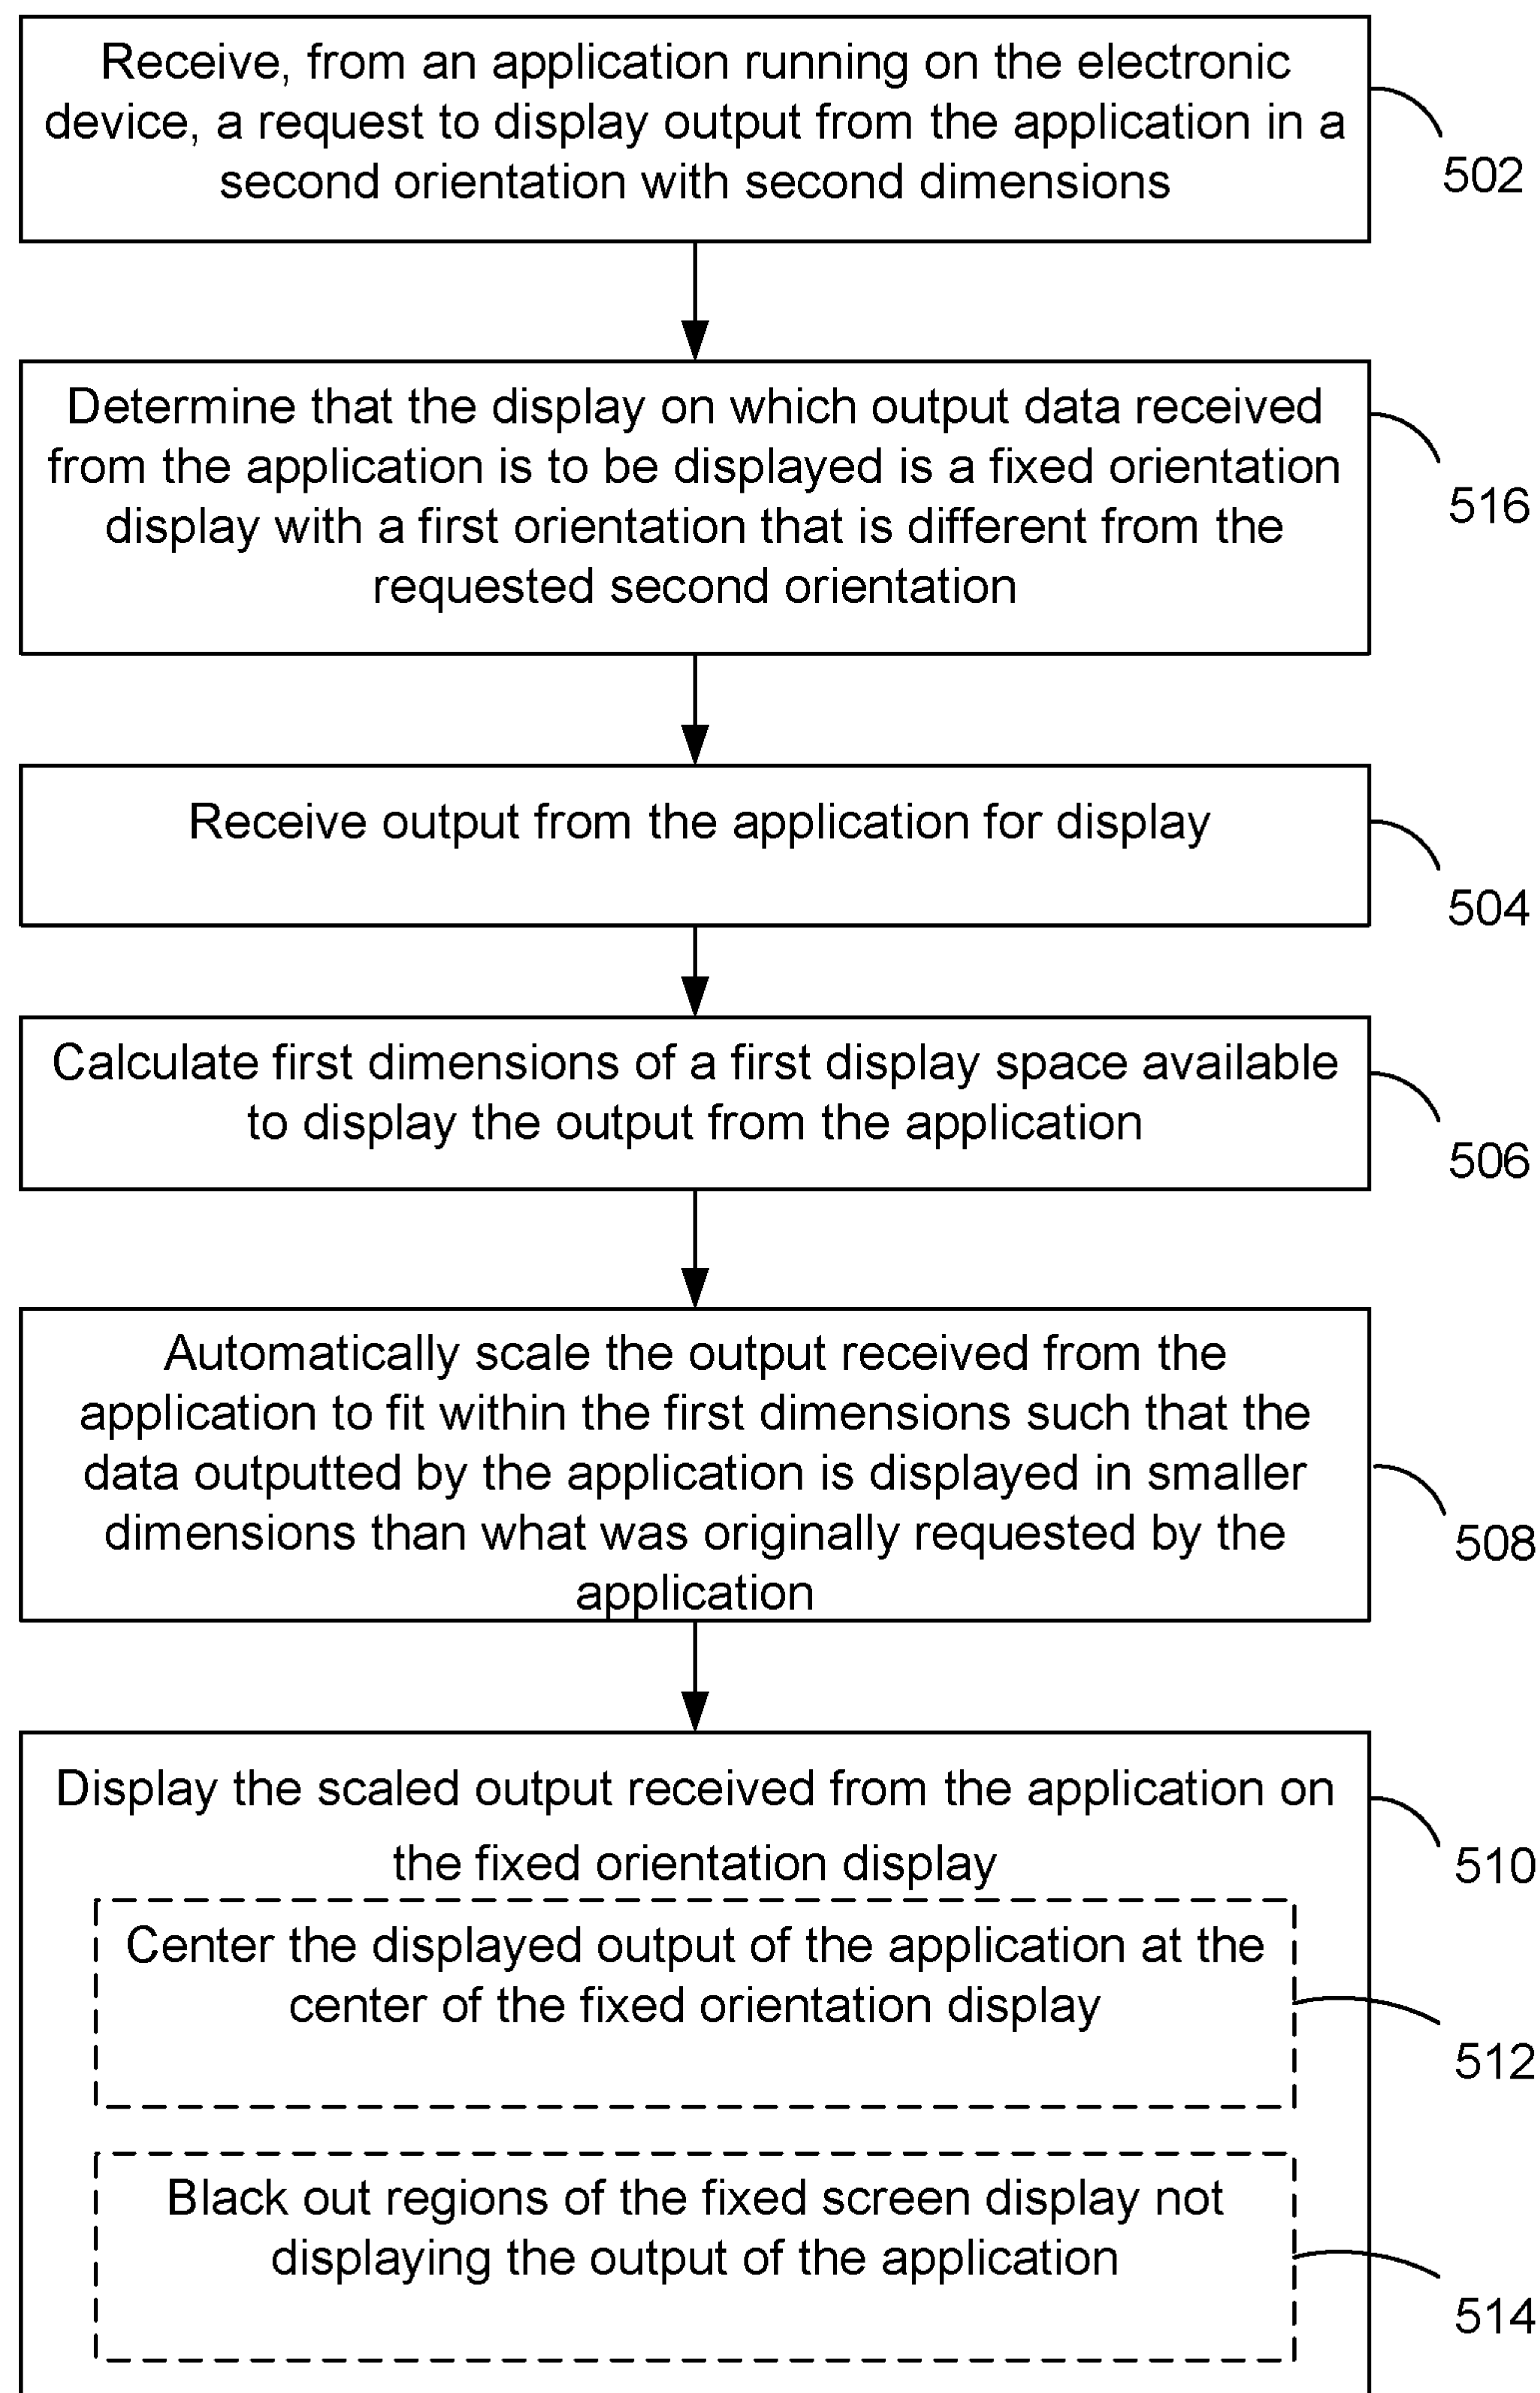 Receive, from an application running on the electronic
device, a request to display output from the application in a
second orientation with second dimensions
502
Determine that the display on which output data received
from the application is to be displayed is a fixed orientation
display with a first orientation that is different from the
requested second orientation
516
Receive output from the application for display
504
Calculate first dimensions of a first display space available
to display the output from the application
506
Automatically scale the output received from the
application to fit within the first dimensions such that the
data outputted by the application is displayed in smaller
dimensions than what was originally requested by the
application
508
Display the scaled output received from the application on
the fixed orientation display
510
Center the displayed output of the application at the
center of the fixed orientation display
512
Black out regions of the fixed screen display not
displaying the output of the application
514